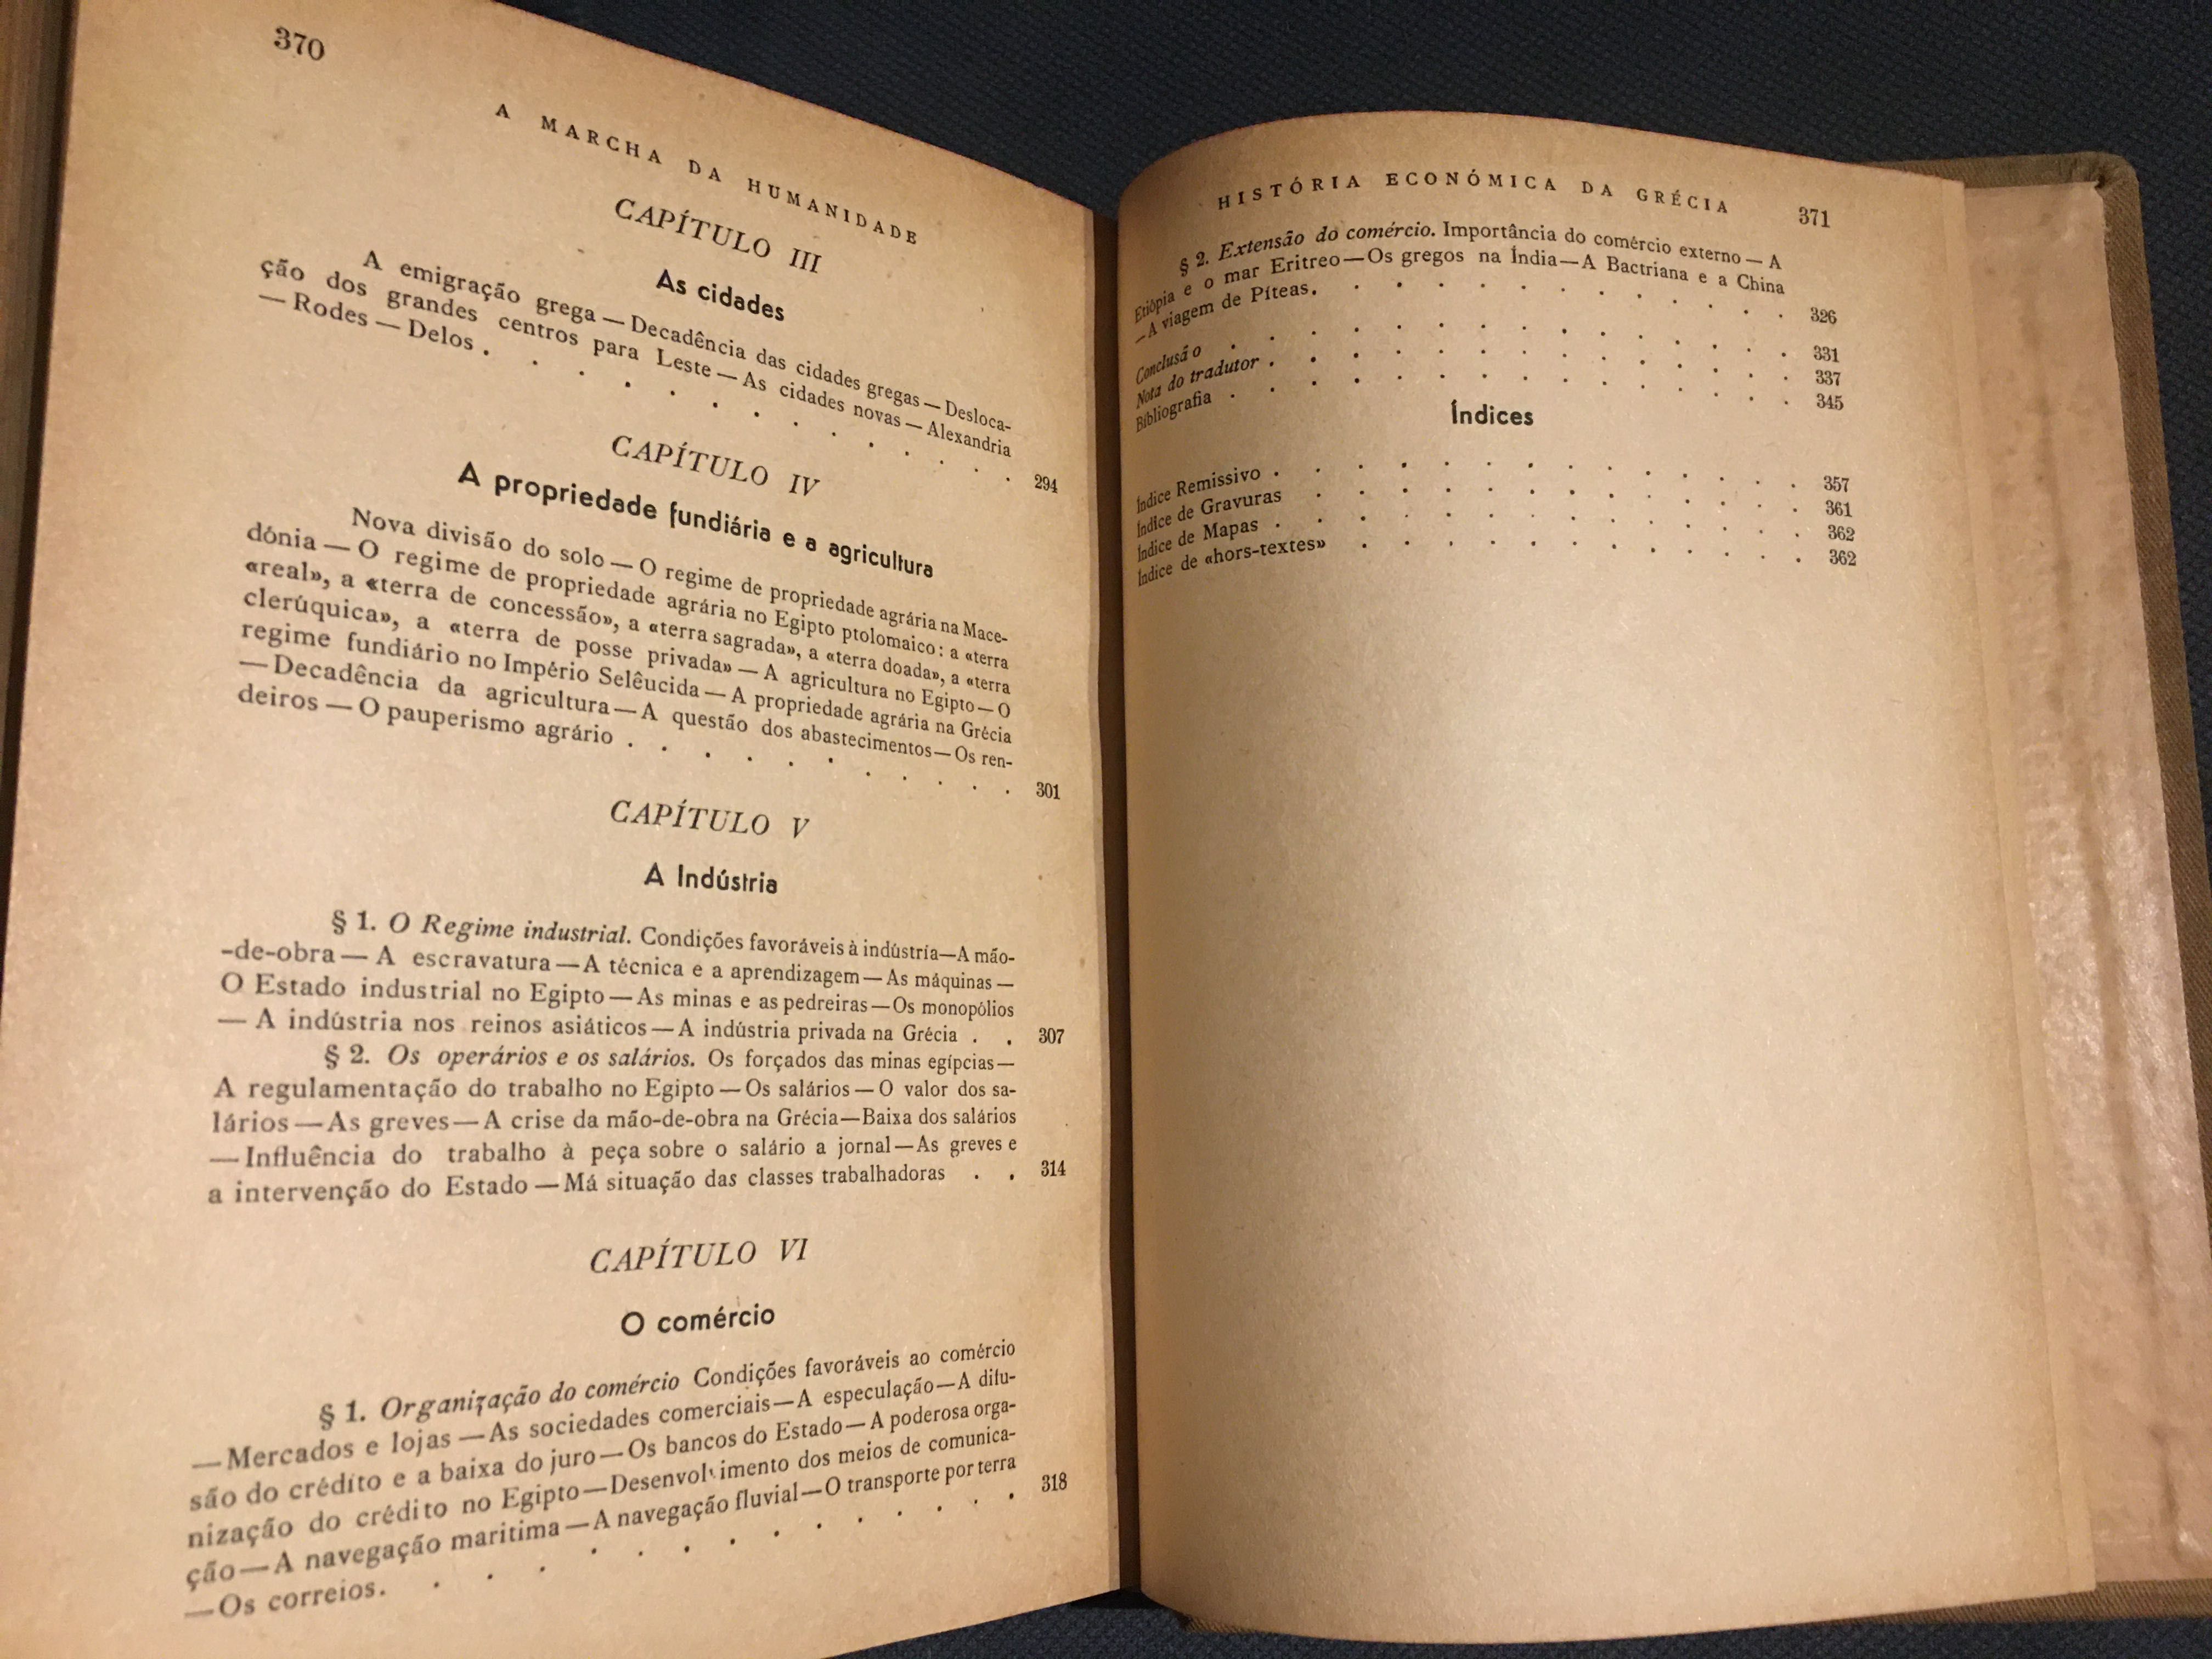 370
A MARCHA DA HUMANIDADE
CAPÍTULO III
As cidades
A emigração grega — Decadência das cidades gregas — Desloca-
ção dos grandes centros para Leste — As cidades novas — Alexandria
— Rodes — Delos . . . . . . . . . . . . . 294
CAPÍTULO IV
A propriedade fundiária e a agricultura
Nova divisão do solo — O regime de propriedade agrária na Mace-
dónia — O regime de propriedade agrária no Egipto ptolomaico: a «terra
«real», a «terra de concessão», a «terra sagrada», a «terra doada», a «terra
clerúquica», a «terra de posse privada» — A agricultura no Egipto — O
regime fundiário no Império Selêucida — A propriedade agrária na Grécia
— Decadência da agricultura — A questão dos abastecimentos — Os ren-
deiros — O pauperismo agrário . . . . . . . . . . 301
CAPÍTULO V
A Indústria
§ 1. O Regime industrial. Condições favoráveis à indústria—A mão-
-de-obra — A escravatura — A técnica e a aprendizagem — As máquinas —
O Estado industrial no Egipto — As minas e as pedreiras — Os monopólios
— A indústria nos reinos asiáticos — A indústria privada na Grécia . . 307
§ 2. Os operários e os salários. Os forçados das minas egípcias —
A regulamentação do trabalho no Egipto — Os salários — O valor dos sa-
lários — As greves — A crise da mão-de-obra na Grécia—Baixa dos salários
— Influência do trabalho à peça sobre o salário a jornal — As greves e
a intervenção do Estado — Má situação das classes trabalhadoras . . 314
CAPÍTULO VI
O comércio
§ 1. Organização do comércio Condições favoráveis ao comércio
— Mercados e lojas — As sociedades comerciais — A especulação — A difu-
são do crédito e a baixa do juro — Os bancos do Estado — A poderosa orga-
nização do crédito no Egipto — Desenvolvimento dos meios de comunica-
ção — A navegação maritima — A navegação fluvial — O transporte por terra
— Os correios. . . . . . . . . . . . . 318
HISTÓRIA ECONÓMICA DA GRÉCIA 371
§ 2. Extensão do comércio. Importância do comércio externo — A
Etiópia e o mar Eritreo — Os gregos na Índia — A Bactriana e a China
— A viagem de Píteas. . . . . . . . . . . . 326
Conclusão . . . . . . . . . . . . . 331
Nota do tradutor . . . . . . . . . . . . 337
Bibliografia . . . . . . . . . . . . . 345
Índices
Índice Remissivo . . . . . . . . . . . . . 357
Índice de Gravuras . . . . . . . . . . . . 361
Índice de Mapas . . . . . . . . . . . . . 362
Índice de «hors-textes» . . . . . . . . . . . 362